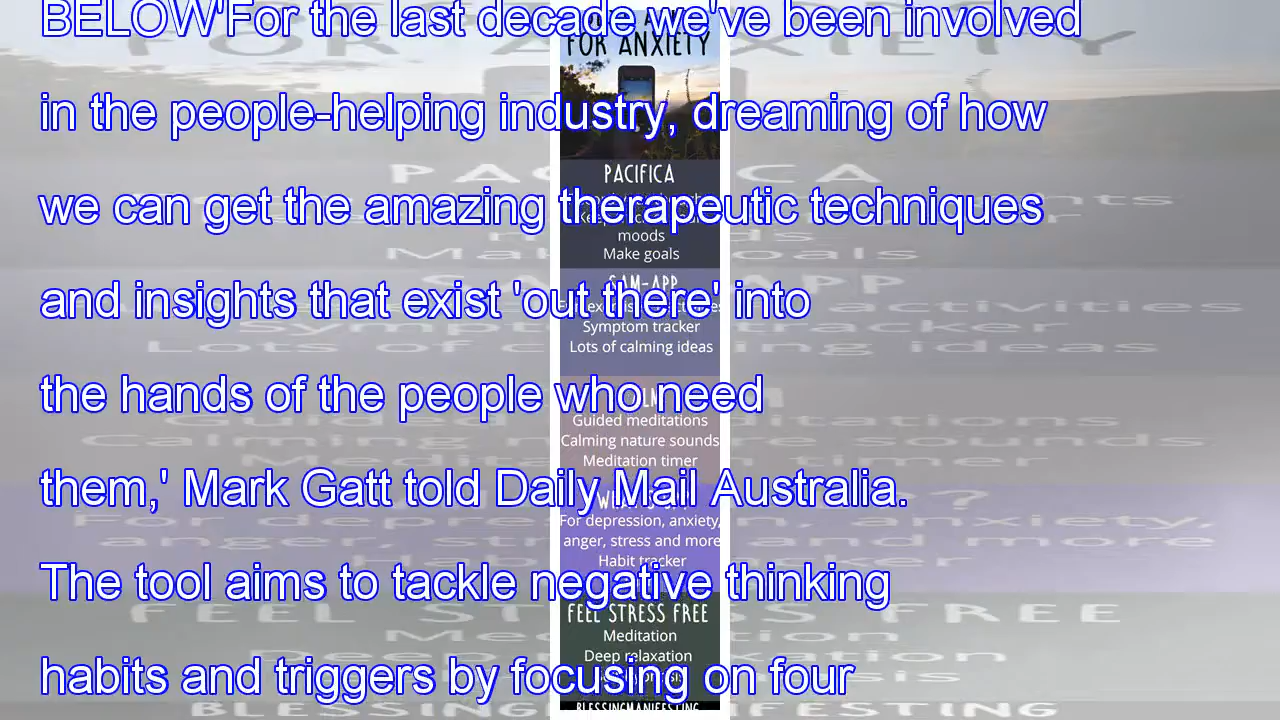 BELOW'For the last decade we've been involved
in the people-helping industry, dreaming of how
we can get the amazing therapeutic techniques
and insights that exist 'out there' into
the hands of the people who need
them,' Mark Gatt told Daily Mail Australia.
The tool aims to tackle negative thinking
habits and triggers by focusing on four
FOR ANXIETY
PACIFICA
moods
Make goals
SAM-APP
Symptom tracker
Lots of calming ideas
Guided meditations
Calming nature sounds
Meditation timer
For depression, anxiety,
anger, stress and more
Habit tracker
FEEL STRESS FREE
Meditation
Deep relaxation
BLESSINGMANIFESTING